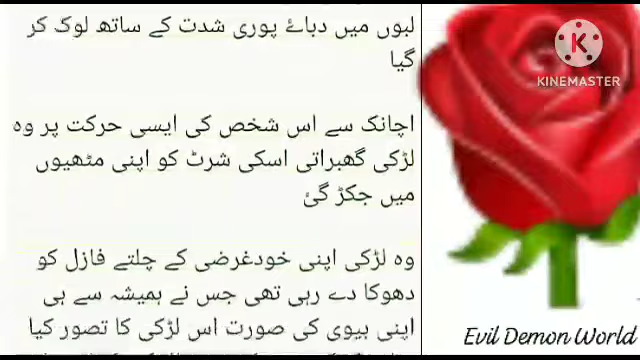 لبوں میں دباۓ پوری شدت کے ساتھ لوک کر
گیا
اچانک سے اس شخص کی ایسی حرکت پر وہ
لڑکی گھبراتی اسکی شرٹ کو اپنی مٹھیوں
میں جکڑ گئ
وہ لڑکی اپنی خودغرضی کے چلتے فازل کو
دھوکا دے رہی تھی جس نے ہمیشہ سے ہی
اپنی بیوی کی صورت اس لڑکی کا تصور کیا
KINEMASTER
Evil Demon World